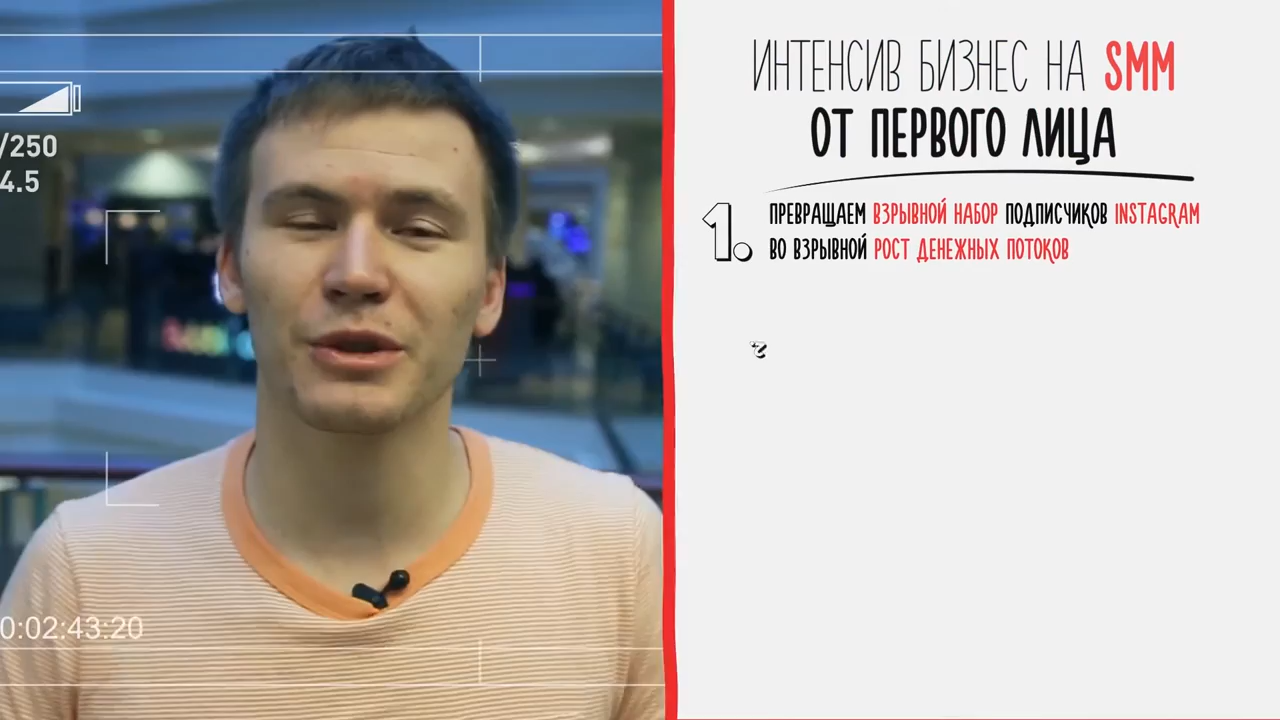 /250
4.5
0:02:43:20
ИНТЕНСИВ БИЗНЕС НА SMM
ОТ ПЕРВОГО ЛИЦА
1. ПРЕВРАЩАЕМ ВЗРЫВНОЙ НАБОР ПОДПИСЧИКОВ INSTAGRAM
ВО ВЗРЫВНОЙ РОСТ ДЕНЕЖНЫХ ПОТОКОВ